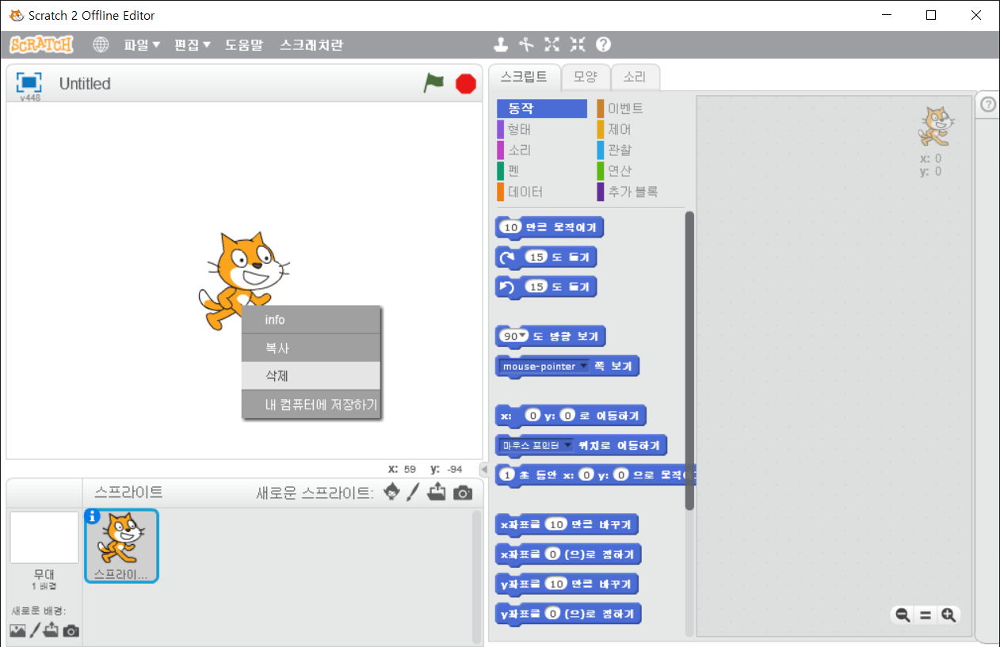 Scratch 2 Offline Editor
SCRATCH 파일 편집 도움말 스크래치란
v448 Untitled
스크립트 모양 소리
동작 이벤트
형태 제어
소리 관찰
펜 연산
데이터 추가 블록
x: 0
y: 0
10 만큼 움직이기
15 도 돌기
15 도 돌기
90 도 방향 보기
mouse-pointer 쪽 보기
x: 0 y: 0 로 이동하기
마우스 포인터 위치로 이동하기
1 초 동안 x: 0 y: 0 으로 움직이
x좌표를 10 만큼 바꾸기
x좌표를 0 (으)로 정하기
y좌표를 10 만큼 바꾸기
y좌표를 0 (으)로 정하기
info
복사
삭제
내 컴퓨터에 저장하기
x: 59 y: -94
스프라이트 새로운 스프라이트:
스프라이...
무대
1 배경
새로운 배경: